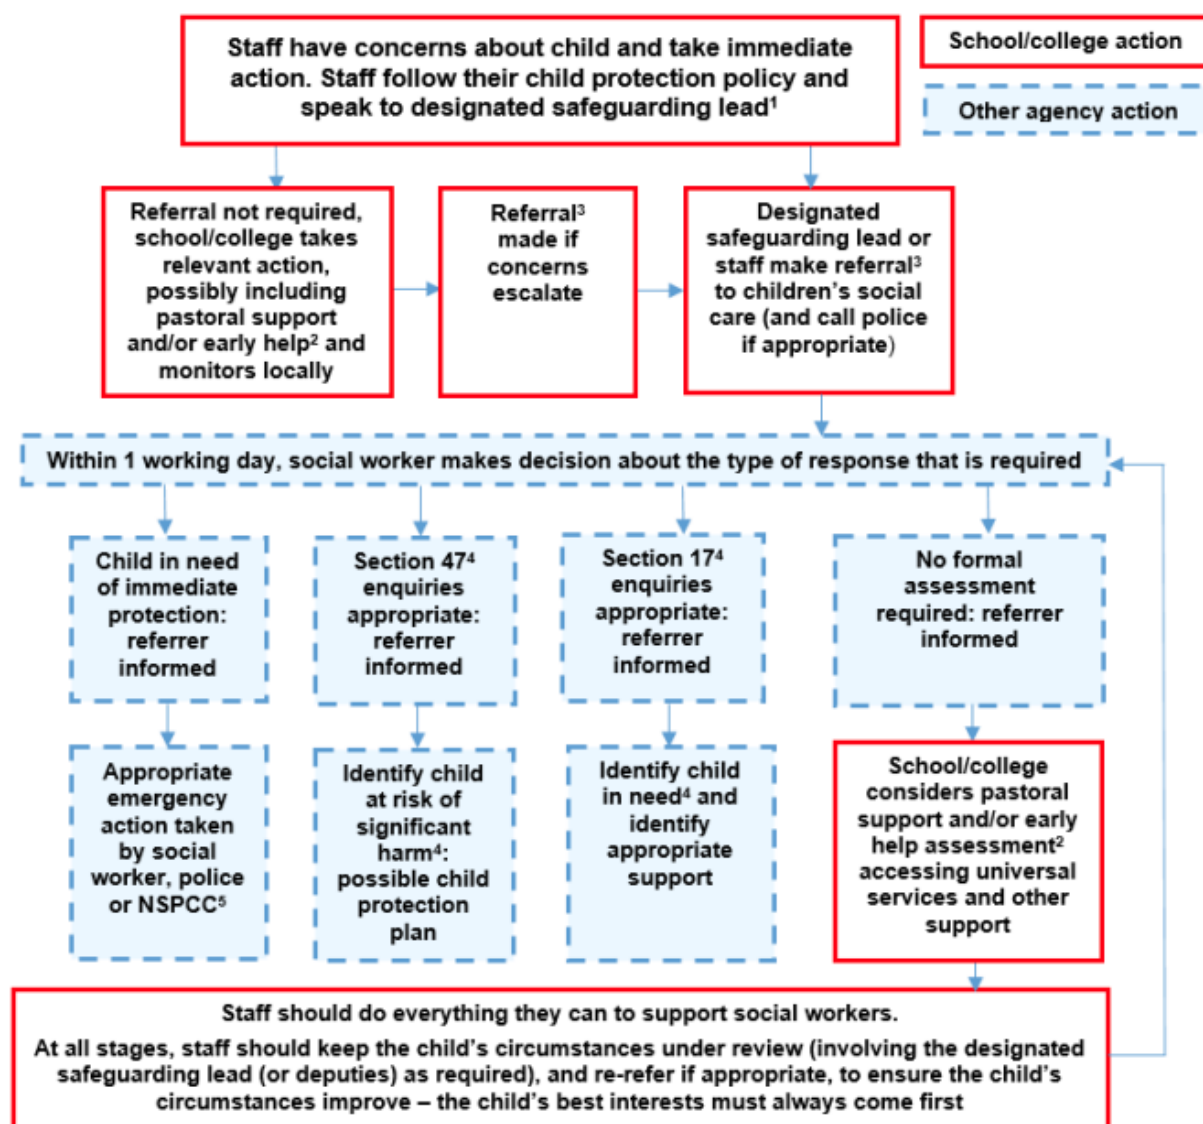 Staff have concerns about child and take immediate
action. Staff follow their child protection policy and
speak to designated safeguarding lead¹
School/college action
Other agency action
Referral not required,
school/college takes
relevant action,
possibly including
pastoral support
and/or early help² and
monitors locally
Referral³
made if
concerns
escalate
Designated
safeguarding lead or
staff make referral³
to children's social
care (and call police
if appropriate)
Within 1 working day, social worker makes decision about the type of response that is required
Child in need
of immediate
protection:
referrer
informed
Section 47⁴
enquiries
appropriate:
referrer
informed
Section 17⁴
enquiries
appropriate:
referrer
informed
No formal
assessment
required: referrer
informed
Appropriate
emergency
action taken
by social
worker, police
or NSPCC⁵
Identify child
at risk of
significant
harm⁴:
possible child
protection
plan
Identify child
in need⁴ and
identify
appropriate
support
School/college
considers pastoral
support and/or early
help assessment²
accessing universal
services and other
support
Staff should do everything they can to support social workers.
At all stages, staff should keep the child's circumstances under review (involving the designated
safeguarding lead (or deputies) as required), and re-refer if appropriate, to ensure the child's
circumstances improve – the child's best interests must always come first